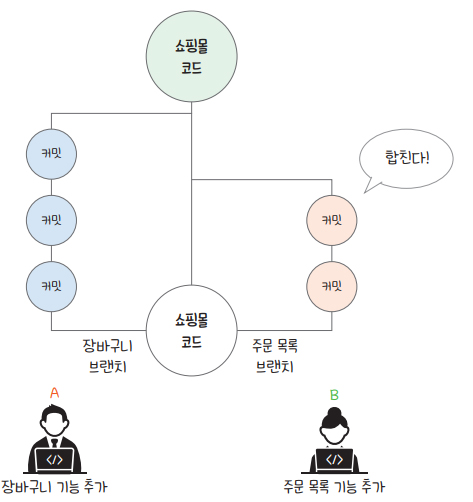 쇼핑몰
코드
커밋
커밋
커밋
합친다!
커밋
커밋
쇼핑몰
코드
장바구니
브랜치
주문 목록
브랜치
A
</>
장바구니 기능 추가
B
</>
주문 목록 기능 추가